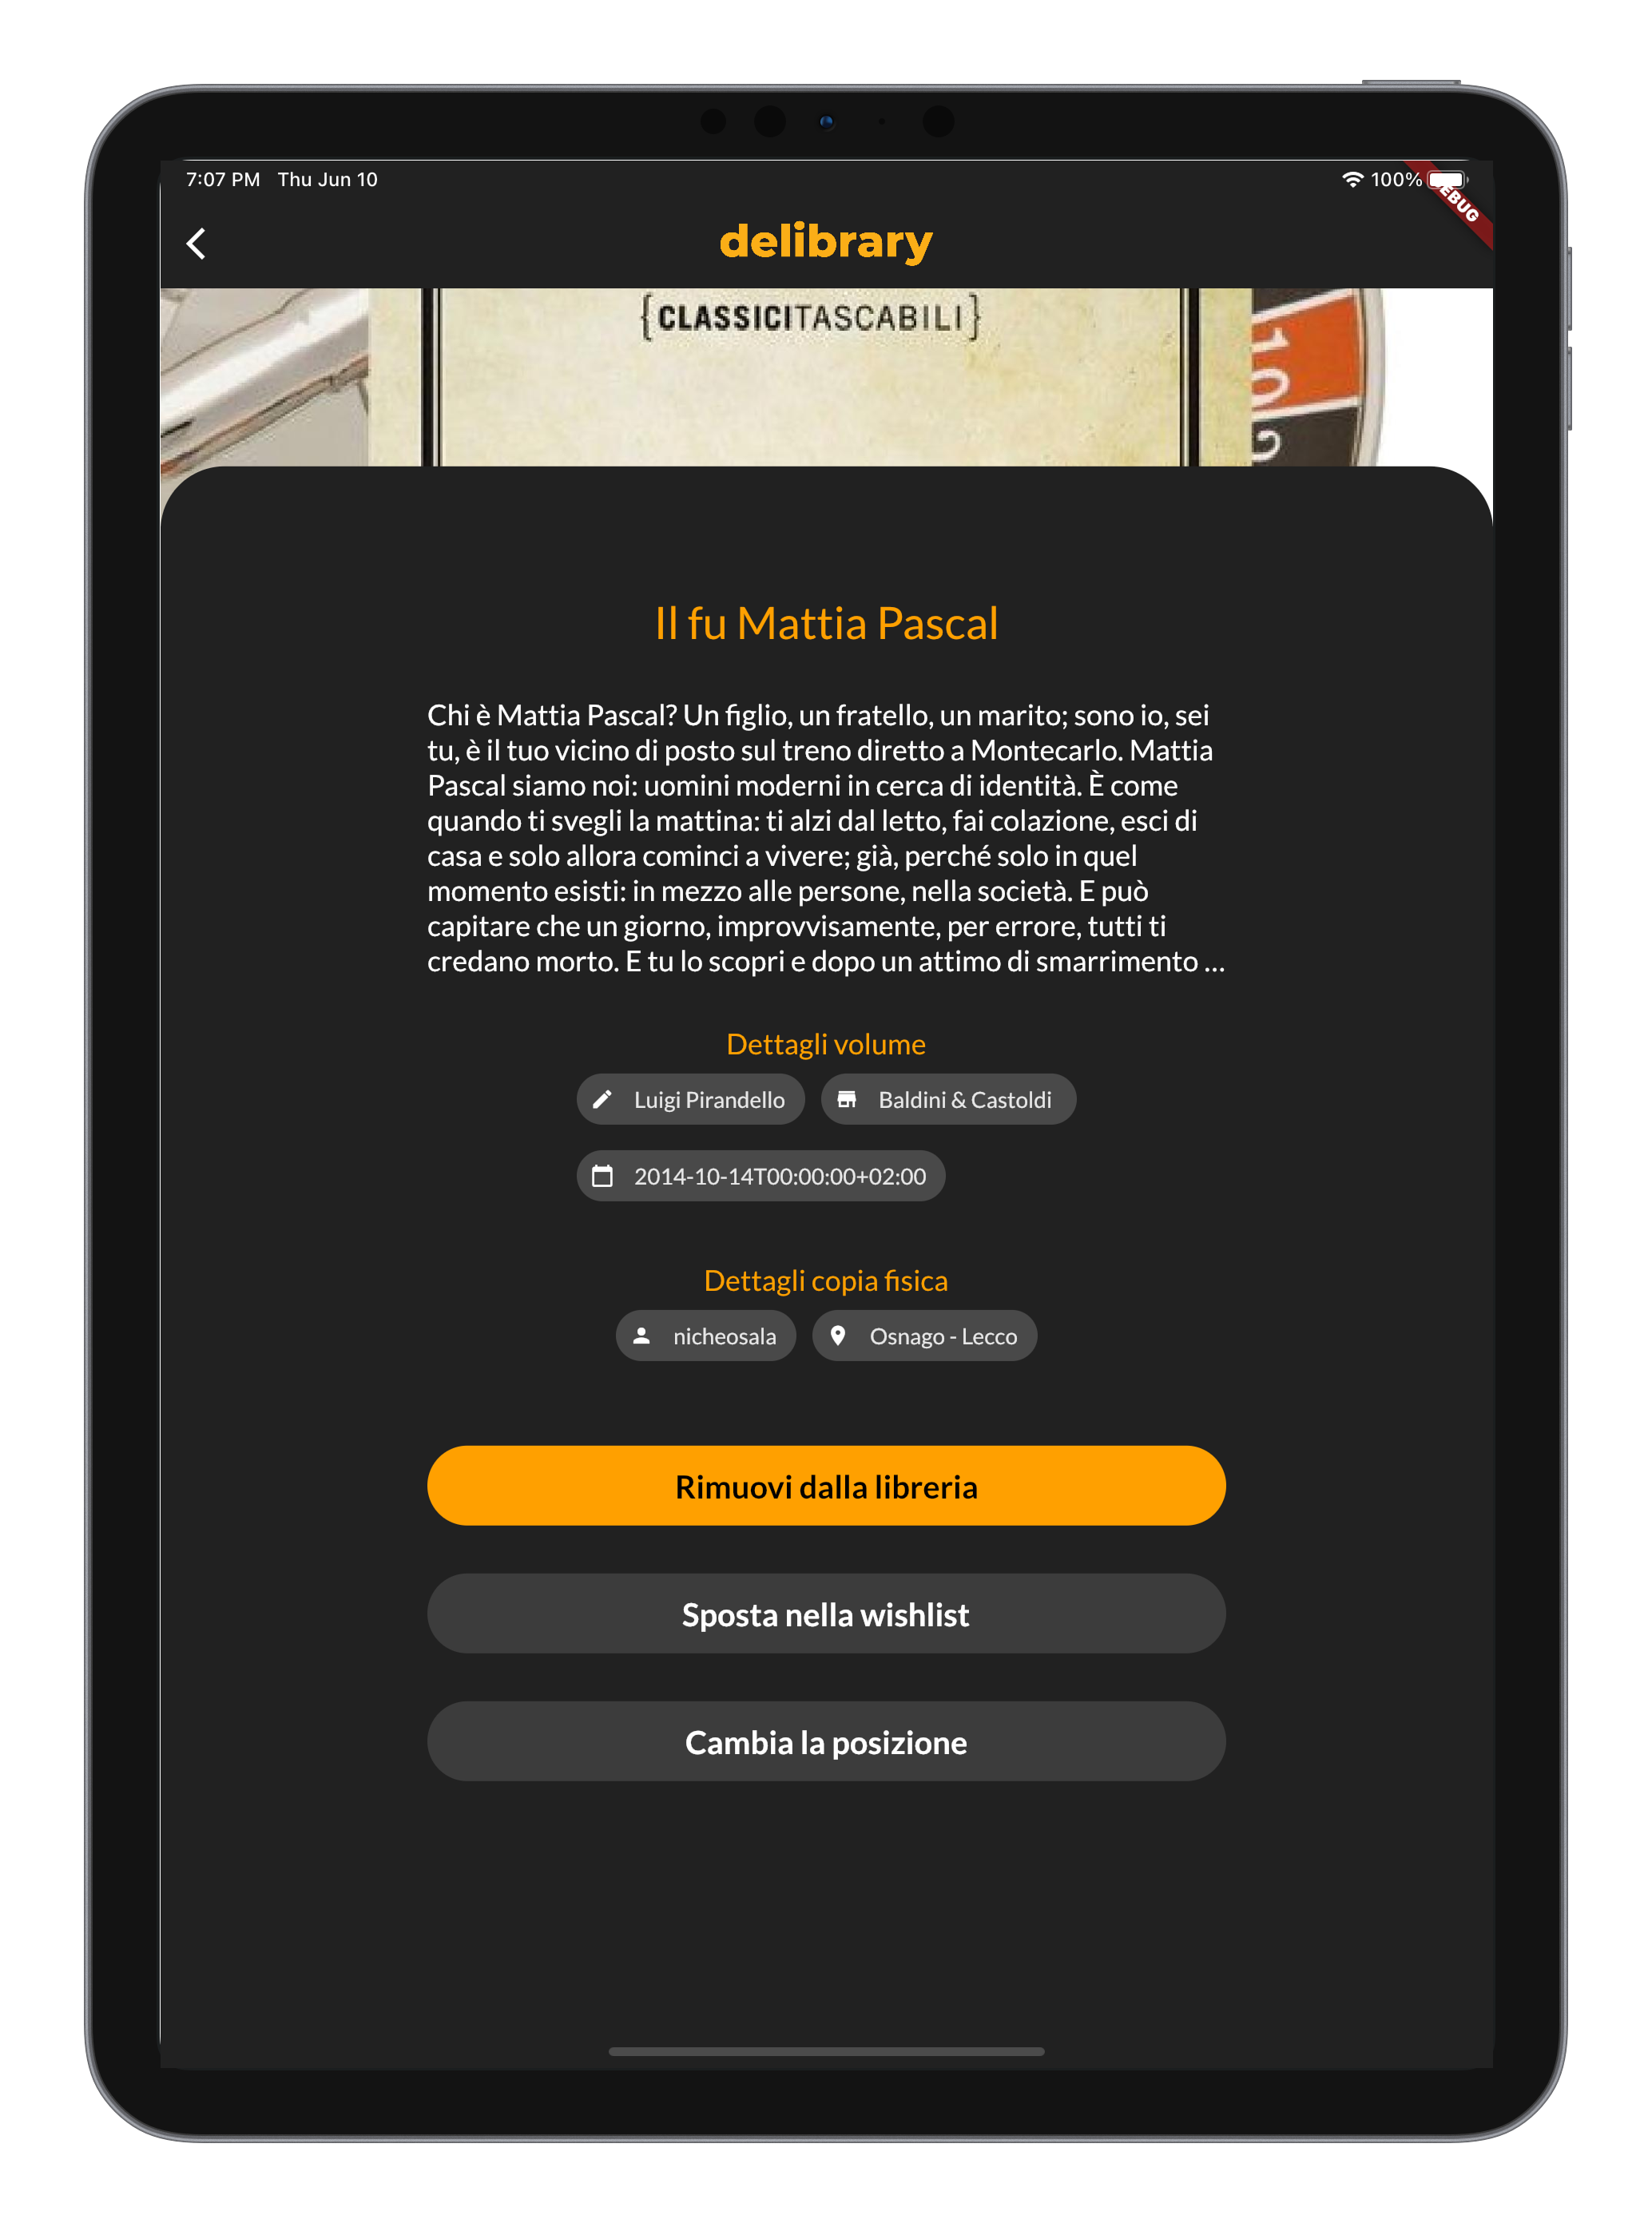 7:07 PM Thu Jun 10
100%
EBUG
delibrary
{CLASSICITASCABILI}
10
2
Il fu Mattia Pascal
Chi è Mattia Pascal? Un figlio, un fratello, un marito; sono io, sei
tu, è il tuo vicino di posto sul treno diretto a Montecarlo. Mattia
Pascal siamo noi: uomini moderni in cerca di identità. È come
quando ti svegli la mattina: ti alzi dal letto, fai colazione, esci di
casa e solo allora cominci a vivere; già, perché solo in quel
momento esisti: in mezzo alle persone, nella società. E può
capitare che un giorno, improvvisamente, per errore, tutti ti
credano morto. E tu lo scopri e dopo un attimo di smarrimento ...
Dettagli volume
Luigi Pirandello
Baldini & Castoldi
2014-10-14T00:00:00+02:00
Dettagli copia fisica
nicheosala
Osnago - Lecco
Rimuovi dalla libreria
Sposta nella wishlist
Cambia la posizione